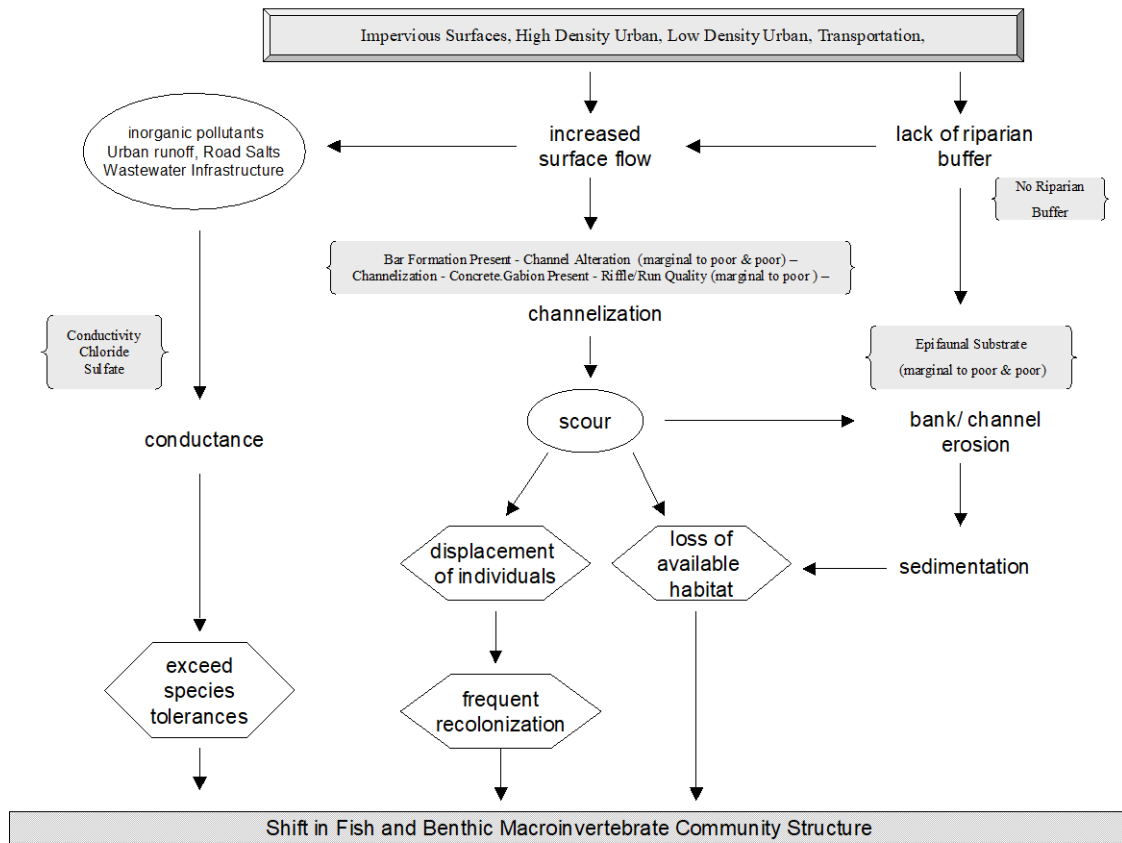 Impervious Surfaces, High Density Urban, Low Density Urban, Transportation,
inorganic pollutants
Urban runoff, Road Salts
Wastewater Infrastructure
increased
surface flow
lack of riparian
buffer
No Riparian
Buffer
Bar Formation Present - Channel Alteration (marginal to poor & poor) –
Channelization - Concrete.Gabion Present - Riffle/Run Quality (marginal to poor ) –
channelization
Conductivity
Chloride
Sulfate
Epifaunal Substrate
(marginal to poor & poor)
conductance
scour
bank/ channel
erosion
displacement
of individuals
loss of
available
habitat
sedimentation
exceed
species
tolerances
frequent
recolonization
Shift in Fish and Benthic Macroinvertebrate Community Structure